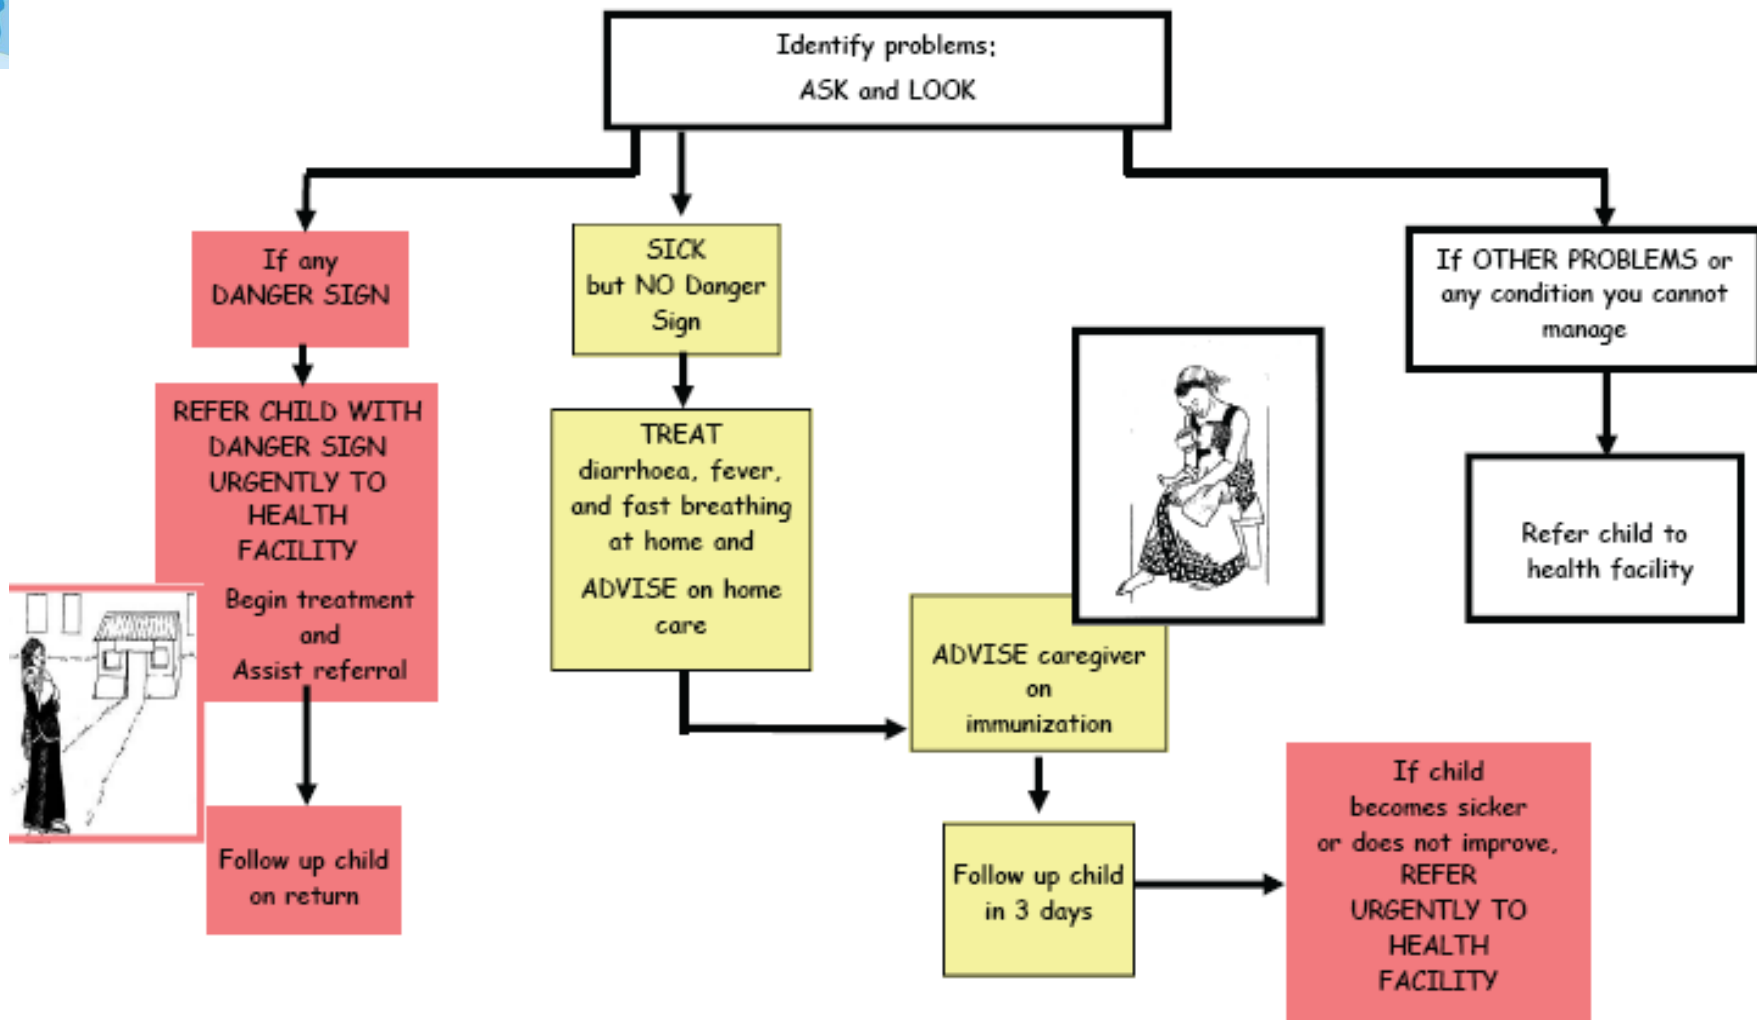 Identify problems:
ASK and LOOK
If any
DANGER SIGN
REFER CHILD WITH
DANGER SIGN
URGENTLY TO
HEALTH
FACILITY
Begin treatment
and
Assist referral
Follow up child
on return
SICK
but NO Danger
Sign
TREAT
diarrhoea, fever,
and fast breathing
at home and
ADVISE on home
care
ADVISE caregiver
on
immunization
Follow up child
in 3 days
If child
becomes sicker
or does not improve,
REFER
URGENTLY TO
HEALTH
FACILITY
If OTHER PROBLEMS or
any condition you cannot
manage
Refer child to
health facility